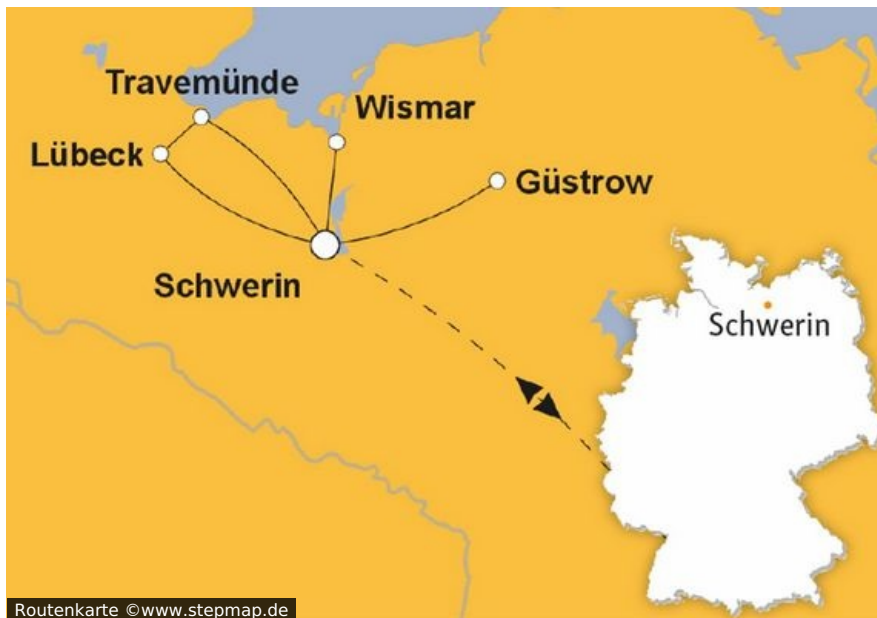 Travemünde
Wismar
Lübeck
Güstrow
Schwerin
Schwerin
Routenkarte ©www.stepmap.de